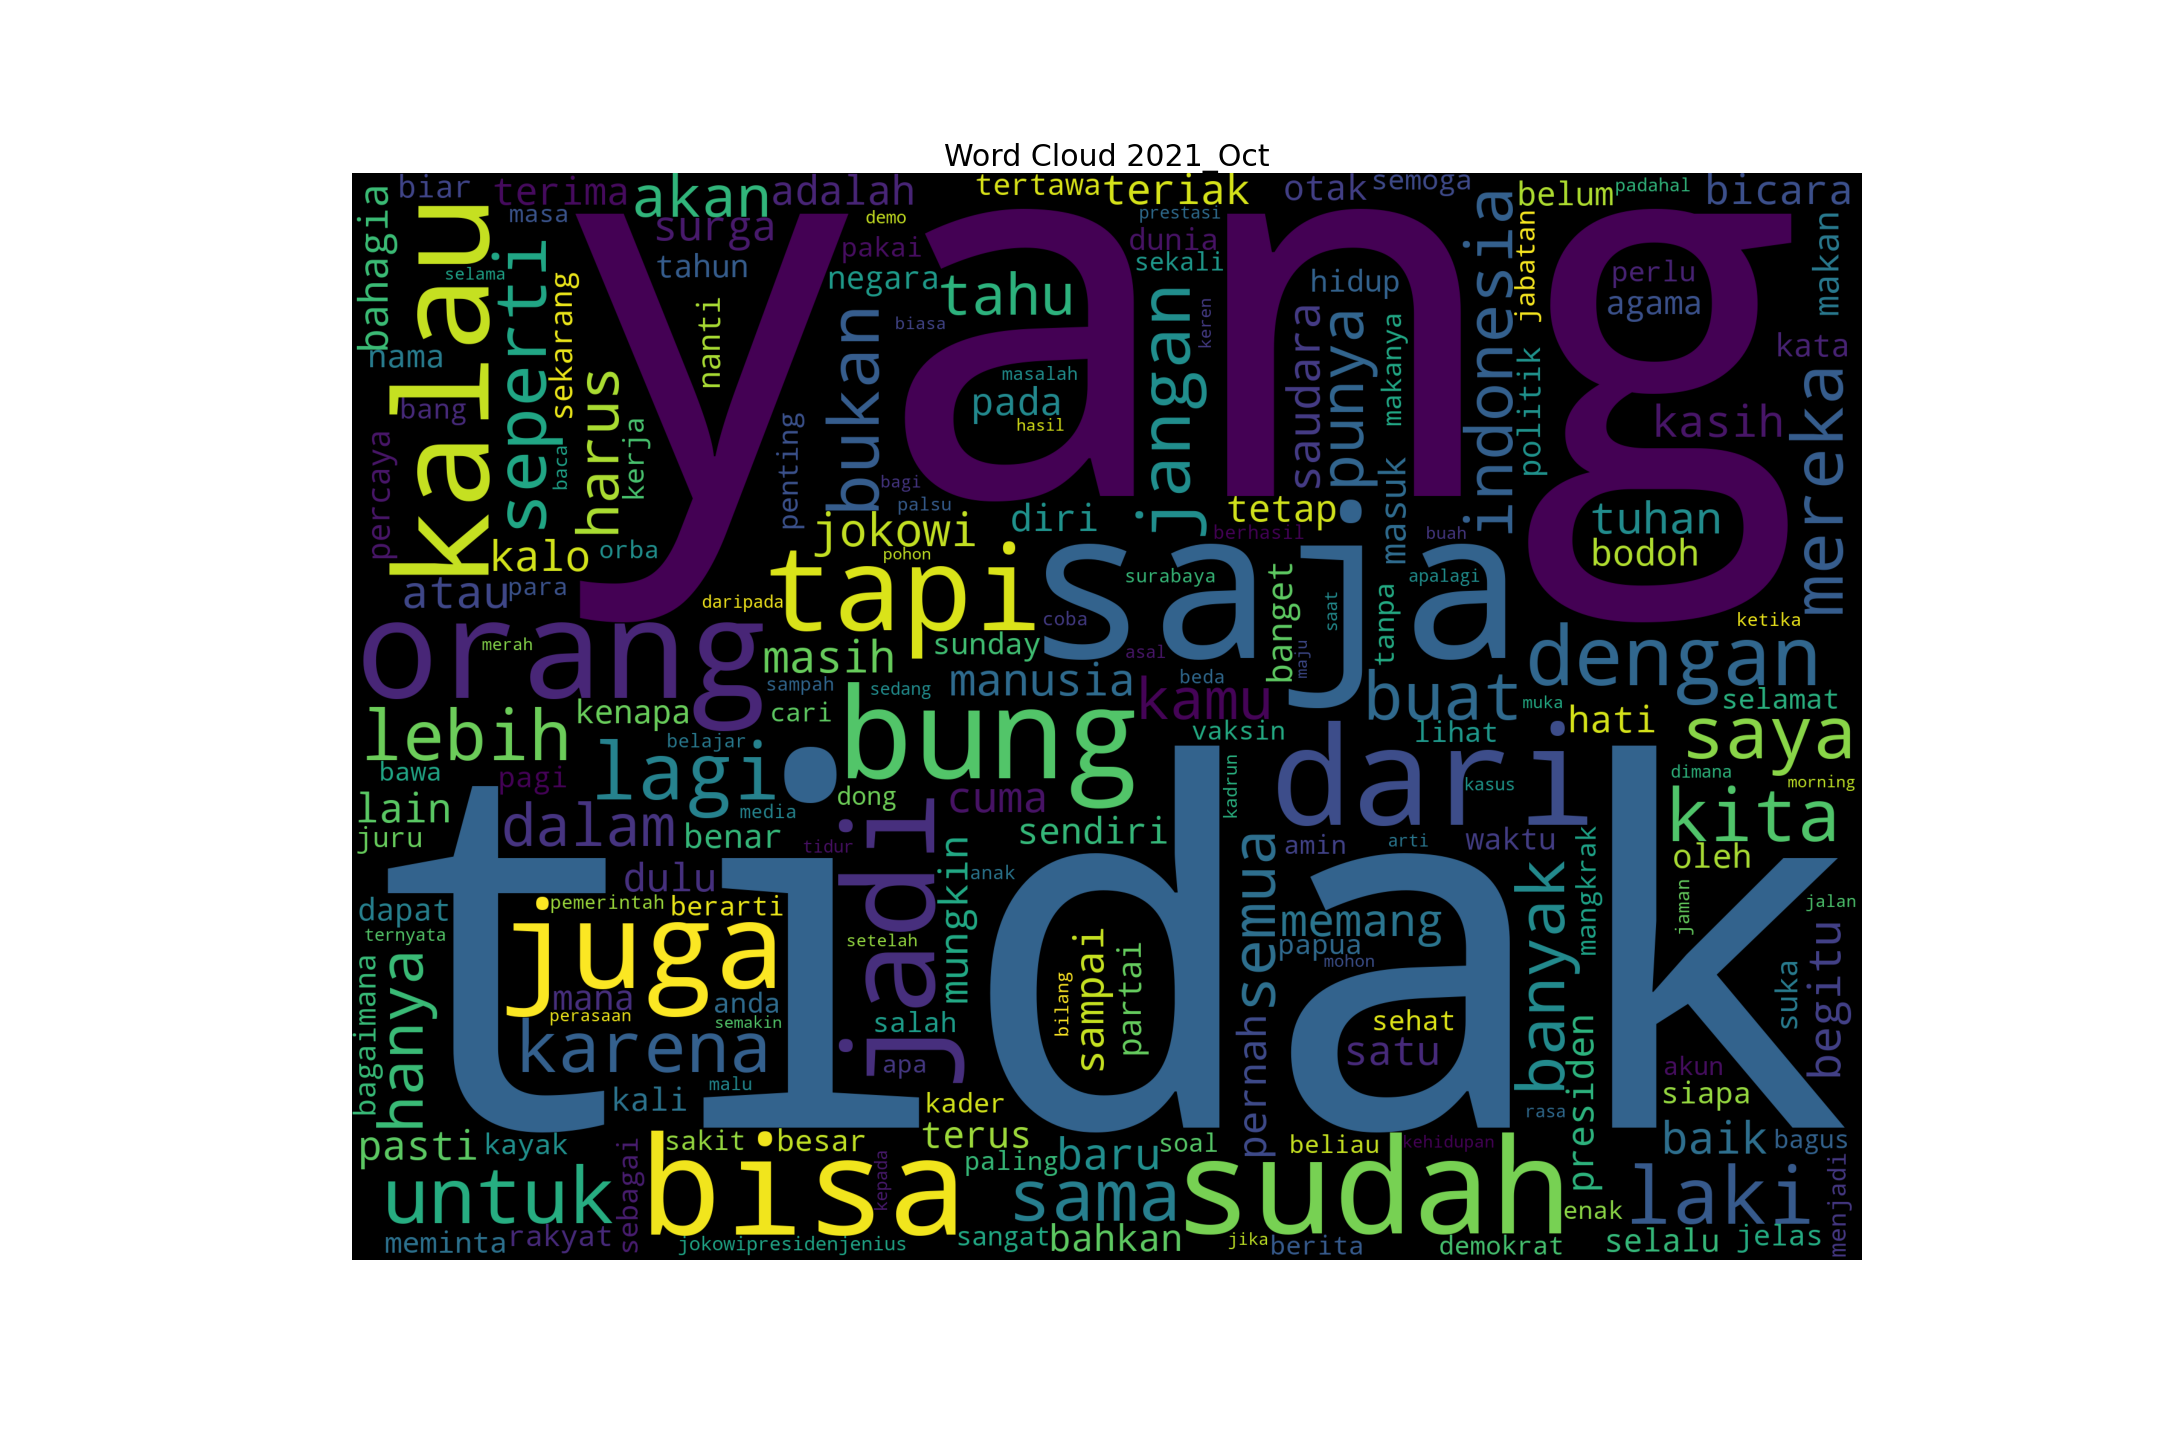 Word Cloud 2021_Oct
biar
terima
akan
adalah
tertawa
teriak
otak
semoga
belum
padahal
bicara
bahagia
masa
kalau
surga
demo
prestasi
jabatan
makan
yang
seperti
selama
tahun
pakai
dunia
sekali
indonesia
perlu
agama
sekarang
nanti
negara
tahu
hidup
punya
saudara
keren
jangan
bukan
biasa
makanya
politik
kata
nama
bang
harus
masalah
pada
hasil
kasih
mereka
percaya
baca
kerja
penting
bagi
palsu
masuk
tetap
tuhan
bodoh
kalo
orba
jokowi
diri
berhasil
buah
pohon
atau
para
tapi
saja
surabaya
apalagi
daripada
coba
banget
saat
tanpa
ketika
orang
merah
masih
sunday
asal
maju
dengan
sampah
sedang
manusia
beda
kamu
buat
muka
selamat
lebih
kenapa
cari
bung
vaksin
lihat
hati
saya
lagi
belajar
dari
bawa
pagi
dong
cuma
kadrun
kasus
dimana
morning
lain
juru
dalam
benar
media
sendiri
kita
tidak
tidur
jadi
amin
arti
waktu
oleh
dulu
anak
mungkin
semua
mangkrak
banyak
jaman
jalan
dapat
juga
pemerintah
berarti
memang
papua
mohon
ternyata
setelah
sampai
partai
bilang
suka
begitu
bagaimana
hanya
mana
anda
perasaan
semakin
salah
sehat
satu
karena
apa
pernah
presiden
akun
siapa
kali
malu
kader
rasa
pasti
kayak
sakit
besar
terus
baru
soal
beliau
kehidupan
baik
bagus
untuk
sebagai
bisa
kepada
paling
sama
sudah
laki
menjadi
enak
meminta
rakyat
jokowipresidenjenius
sangat
bahkan
jika
berita
demokrat
selalu
jelas